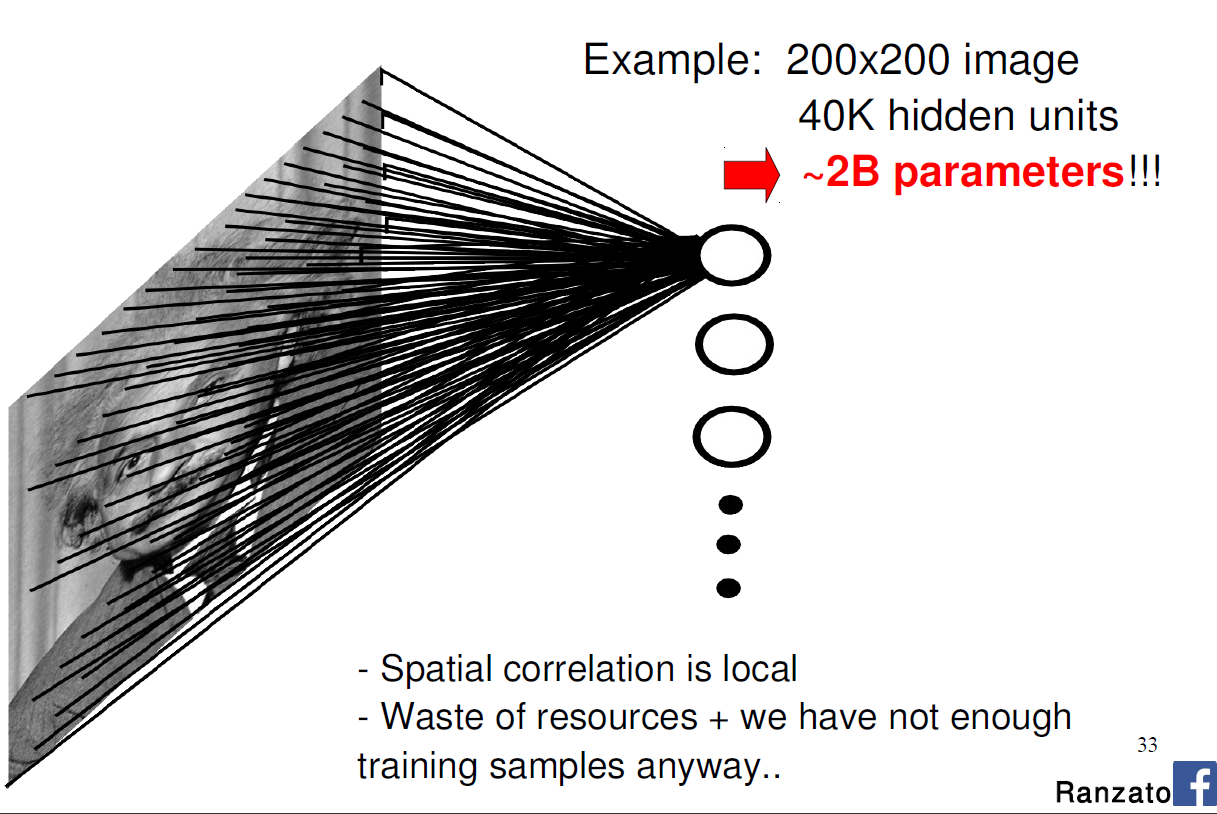 Example: 200x200 image
40K hidden units
~2B parameters!!!
- Spatial correlation is local
- Waste of resources + we have not enough
training samples anyway..
33
Ranzato
f